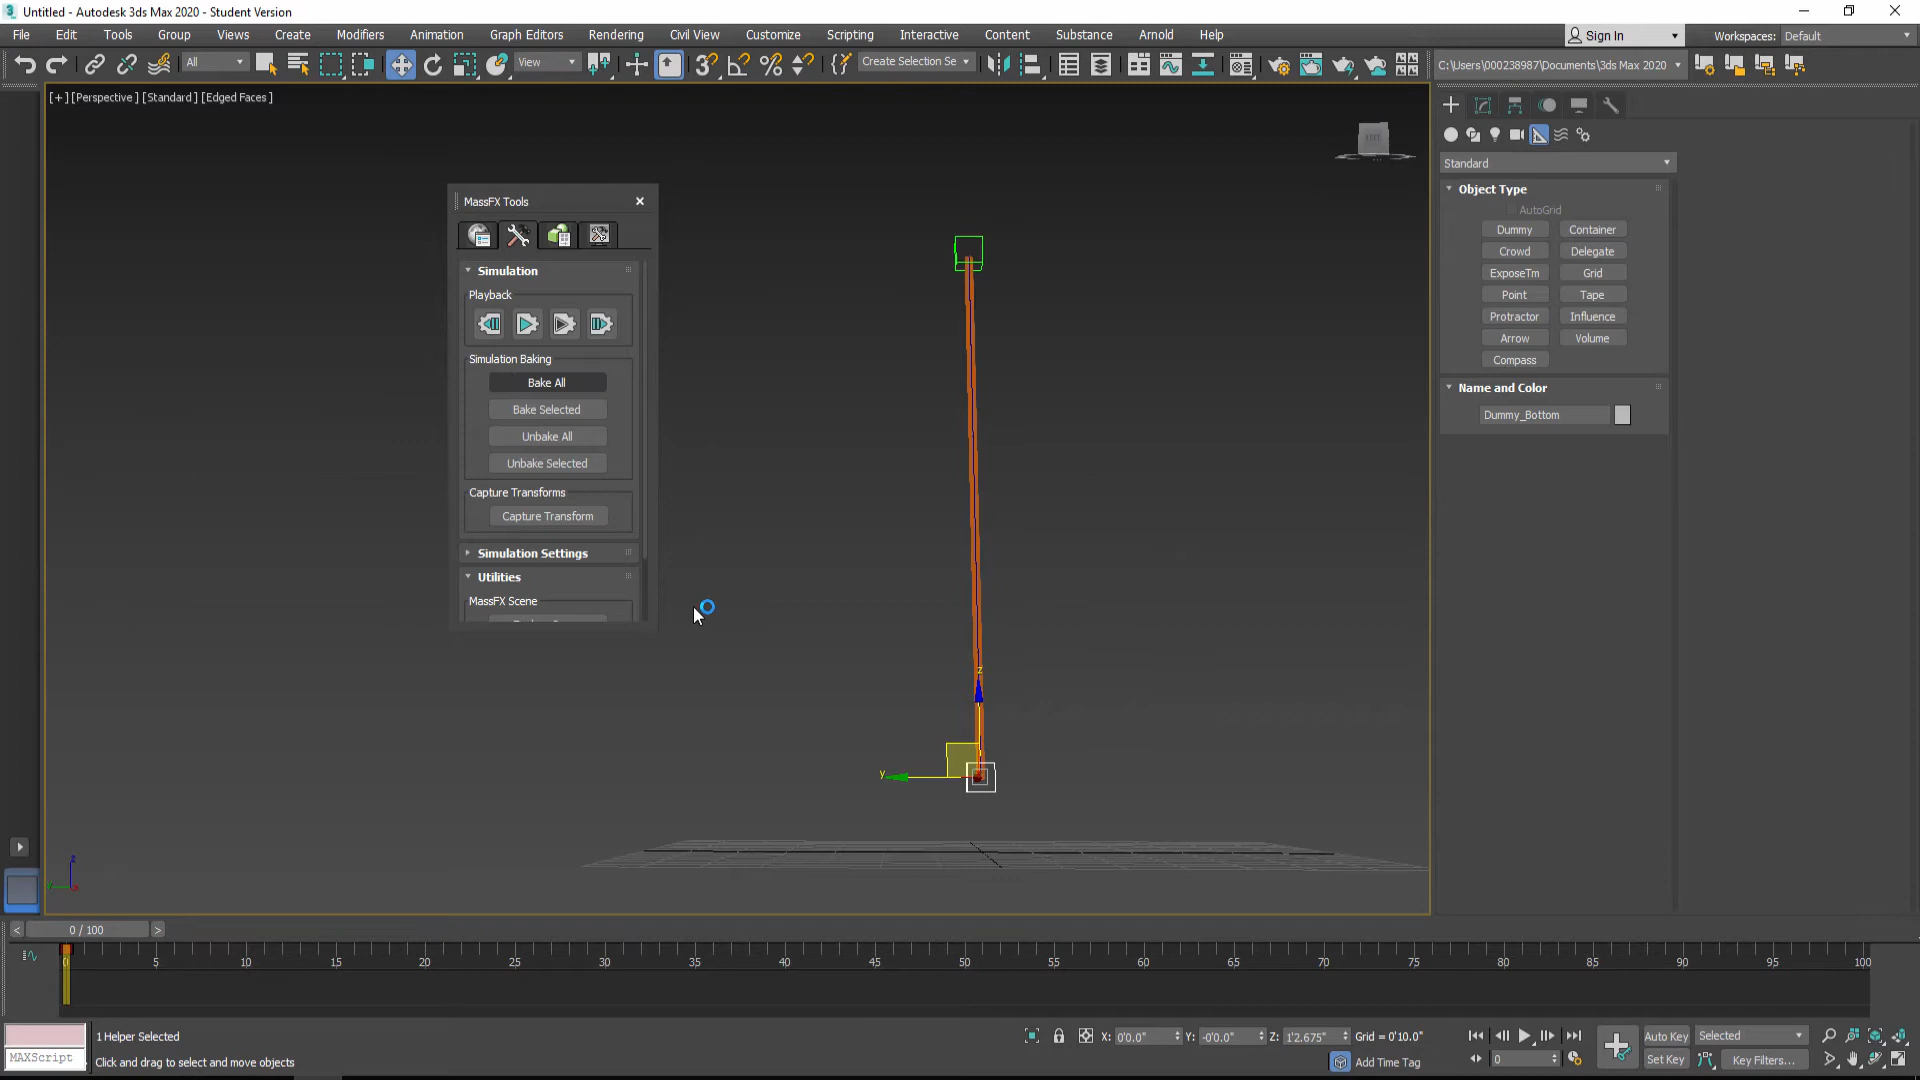 Untitled - Autodesk 3ds Max 2020 - Student Version
File Edit Tools Group Views Create Modifiers Animation Graph Editors Rendering Civil View Customize Scripting Interactive Content Substance Arnold Help Sign In Workspaces: Default
All View Create Selection Se C:\Users\000238987\Documents\3ds Max 2020
[+] [Perspective] [Standard] [Edged Faces]
Standard
Object Type
AutoGrid
Dummy Container
Crowd Delegate
ExposeTm Grid
Point Tape
Protractor Influence
Arrow Volume
Compass
Name and Color
Dummy_Bottom
MassFX Tools
Simulation
Playback
Simulation Baking
Bake All
Bake Selected
Unbake All
Unbake Selected
Capture Transforms
Capture Transform
Simulation Settings
Utilities
MassFX Scene
z
y
z
< 0 / 100 >
0 5 10 15 20 25 30 35 40 45 50 55 60 65 70 75 80 85 90 95 100
1 Helper Selected X: 0'0.0" Y: -0'0.0" Z: 1'2.675" Grid = 0'10.0" Auto Key Selected
MAXScript Click and drag to select and move objects Add Time Tag 0 Set Key Key Filters...